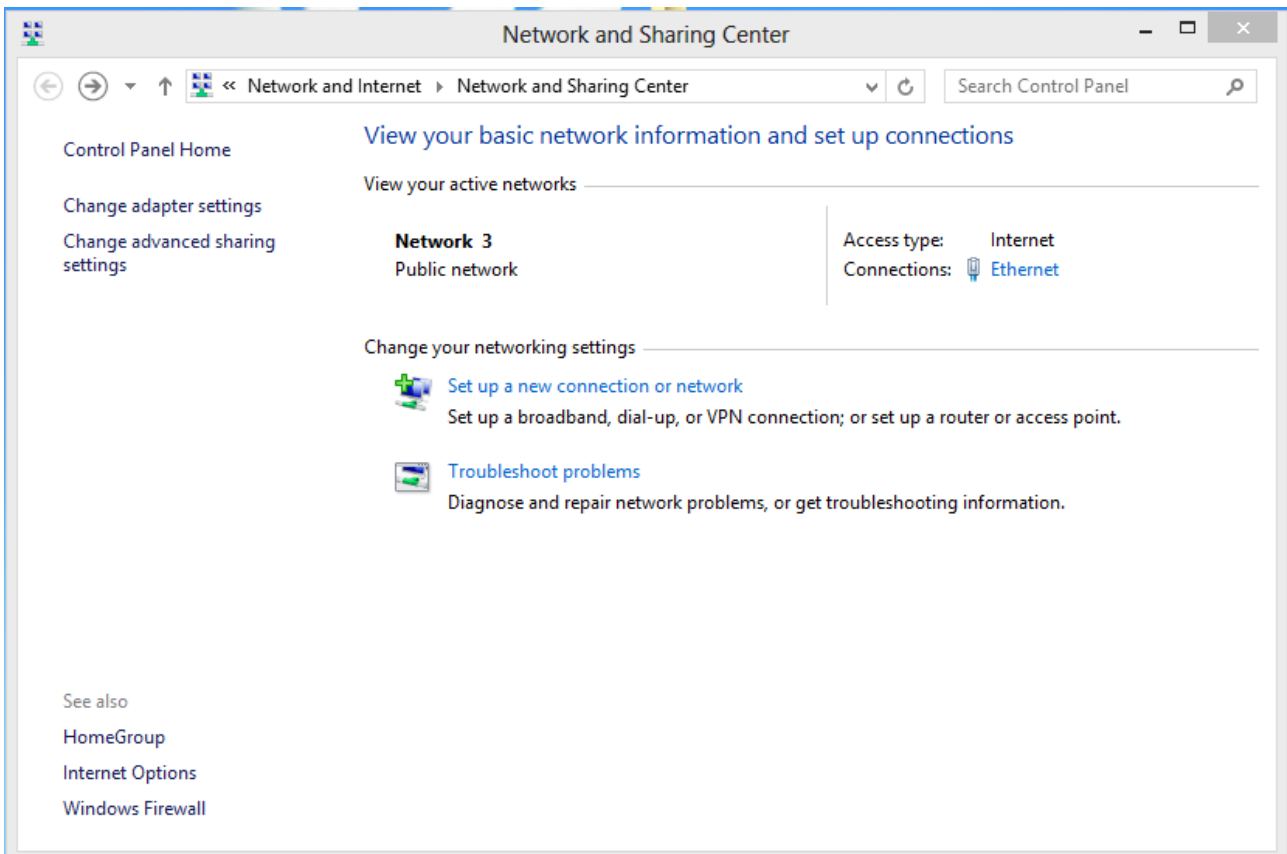 Network and Sharing Center
« Network and Internet Network and Sharing Center
Search Control Panel
Control Panel Home
Change adapter settings
Change advanced sharing
settings
View your basic network information and set up connections
View your active networks
Network 3
Public network
Access type: Internet
Connections: Ethernet
Change your networking settings
Set up a new connection or network
Set up a broadband, dial-up, or VPN connection; or set up a router or access point.
Troubleshoot problems
Diagnose and repair network problems, or get troubleshooting information.
See also
HomeGroup
Internet Options
Windows Firewall